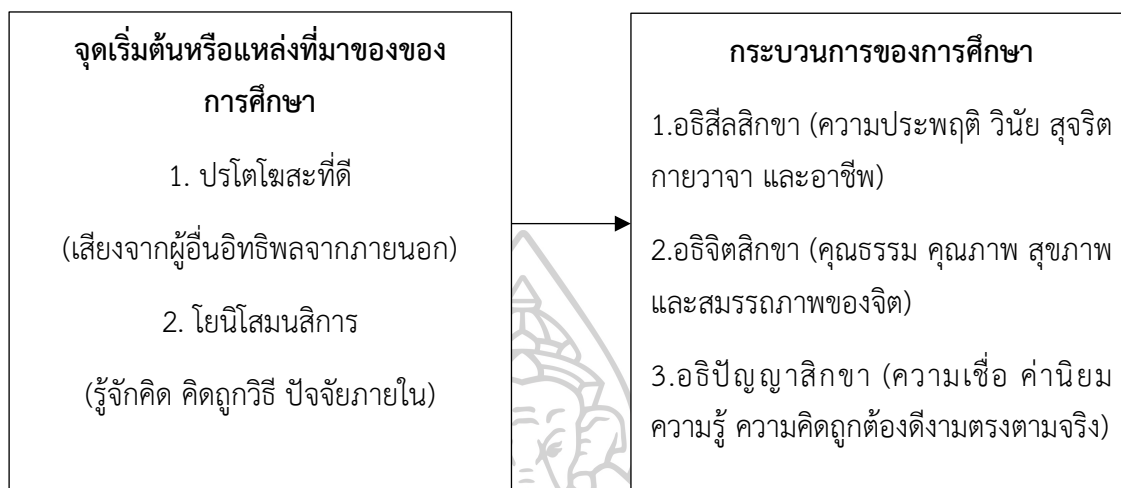 จุดเริ่มต้นหรือแหล่งที่มาของของ
การศึกษา
1. ปรโตโฆสะที่ดี
(เสียงจากผู้อื่นอิทธิพลจากภายนอก)
2. โยนิโสมนสิการ
(รู้จักคิด คิดถูกวิธี ปัจจัยภายใน)
กระบวนการของการศึกษา
1.อธิสีลสิกขา (ความประพฤติ วินัย สุจริต
กายวาจา และอาชีพ)
2.อธิจิตสิกขา (คุณธรรม คุณภาพ สุขภาพ
และสมรรถภาพของจิต)
3.อธิปัญญาสิกขา (ความเชื่อ ค่านิยม
ความรู้ ความคิดถูกต้องดีงามตรงตามจริง)